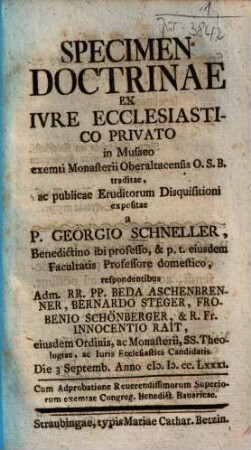 SPECIMEN
DOCTRINAE
EX
IVRE ECCLESIASTI-
CO PRIVATO
in Musaeo
exemti Monasterii Oberaltacensis O. S. B.
traditae,
ac publicae Eruditorum Disquisitioni
expositae
a
P. GEORGIO SCHNELLER,
Benedictino ibi professo, & p. t. eiusdem
Facultatis Professore domestico,
respondentibus
Adm. RR. PP. BEDA ASCHENBREN-
NER, BERNARDO STEGER, FRO-
BENIO SCHÖNBERGER, & R. Fr.
INNOCENTIO RAIT,
eiusdem Ordinis, ac Monasterii, SS. Theo-
logiae, ac Iuris Ecclesiastici Candidatis.
Die 3 Septemb. Anno cIɔ. Iɔ. cc. LXXXI.
Cum Adprobatione Reuerendissimorum Superio-
rum exemtae Congreg. Benedict. Bauaricae.
Straubingae, typis Mariae Cathar. Betzin.